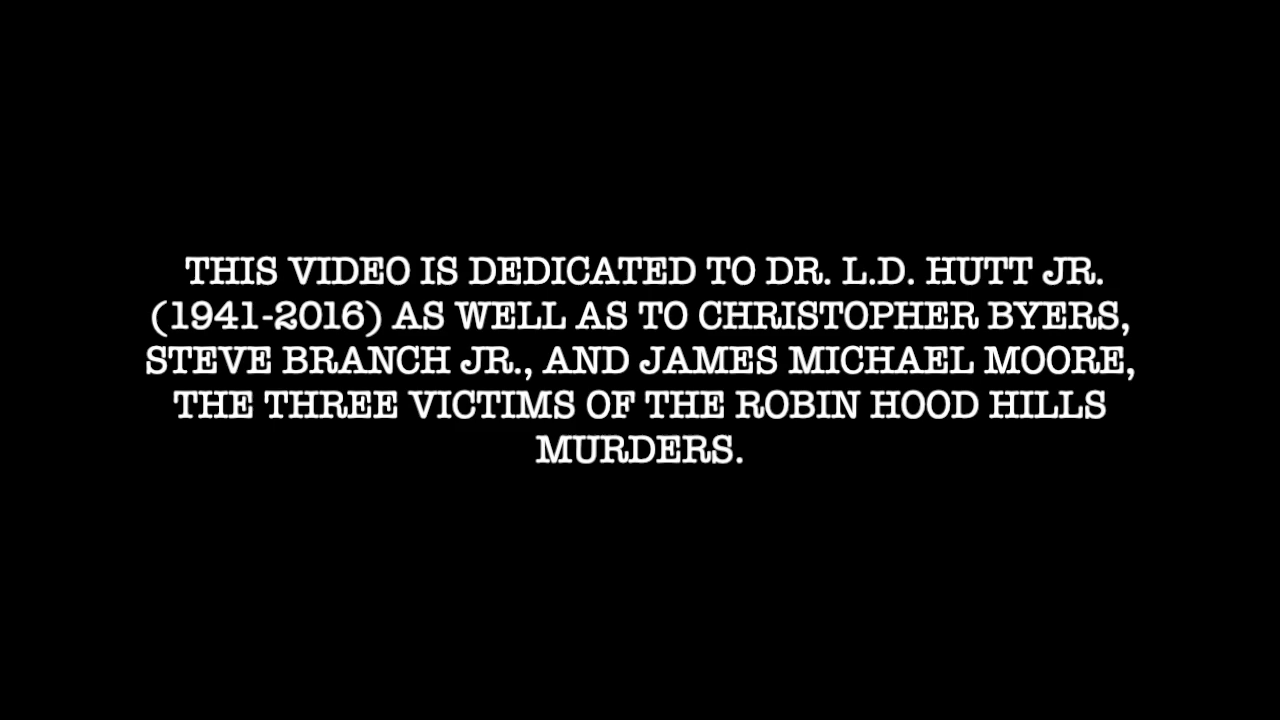 THIS VIDEO IS DEDICATED TO DR. L.D. HUTT JR.
(1941-2016) AS WELL AS TO CHRISTOPHER BYERS,
STEVE BRANCH JR., AND JAMES MICHAEL MOORE,
THE THREE VICTIMS OF THE ROBIN HOOD HILLS
MURDERS.